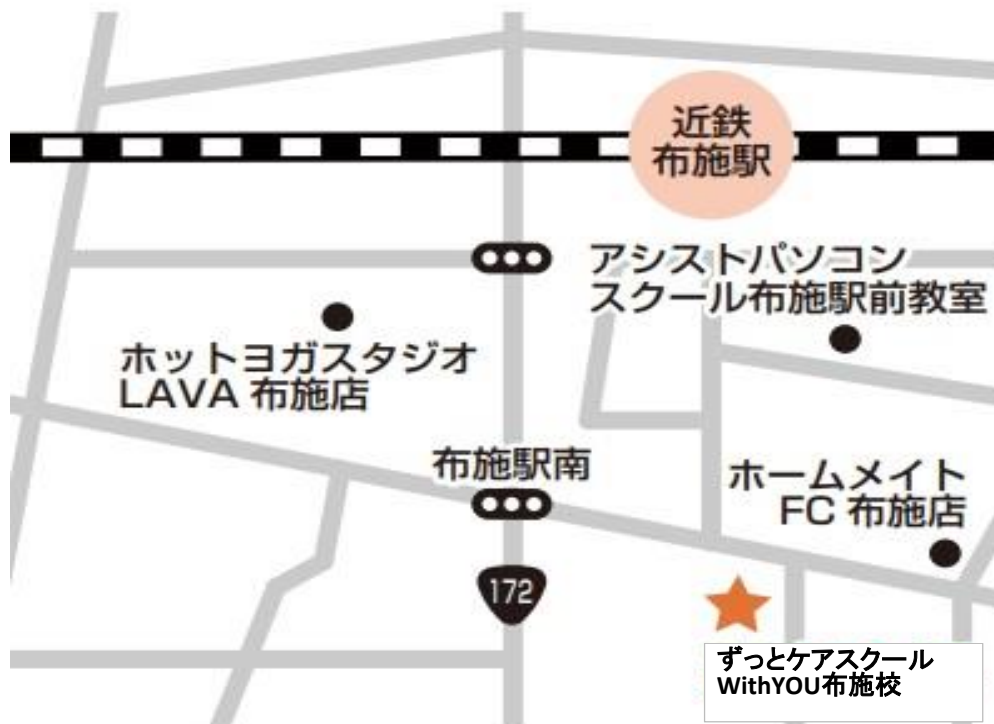 近鉄
布施駅
アシストパソコン
スクール布施駅前教室
ホットヨガスタジオ
LAVA 布施店
布施駅南
ホームメイト
FC 布施店
172
ずっとケアスクール
WithYOU布施校